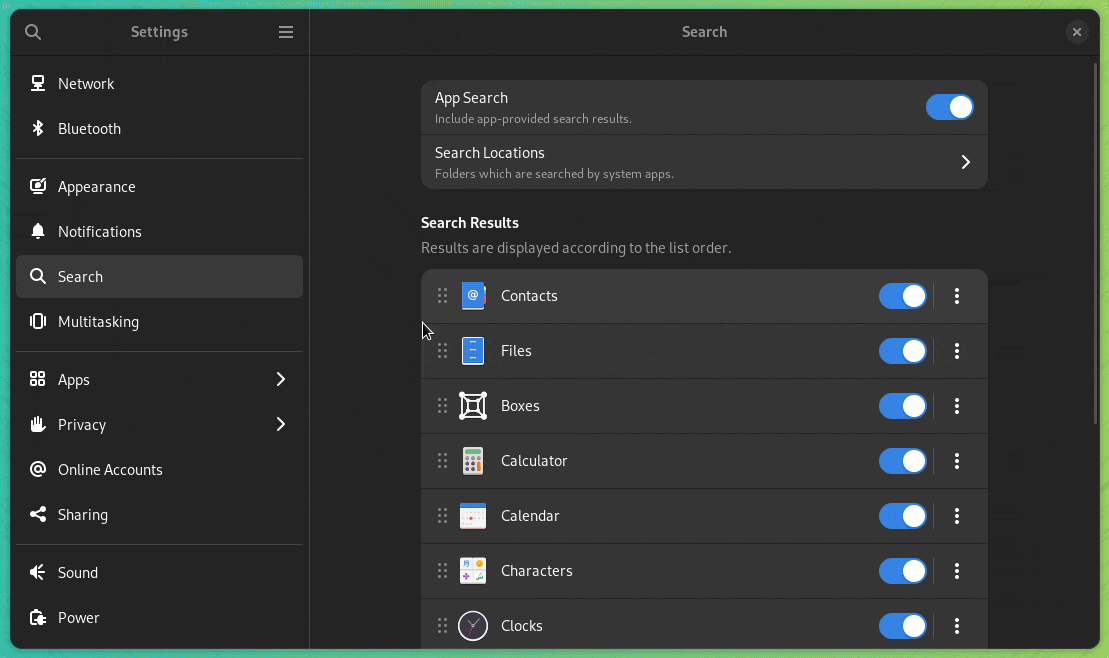 Settings
Search
Network
Bluetooth
Appearance
Notifications
Search
Multitasking
Apps
Privacy
Online Accounts
Sharing
Sound
Power
App Search
Include app-provided search results.
Search Locations
Folders which are searched by system apps.
Search Results
Results are displayed according to the list order.
Contacts
Files
Boxes
Calculator
Calendar
Characters
Clocks